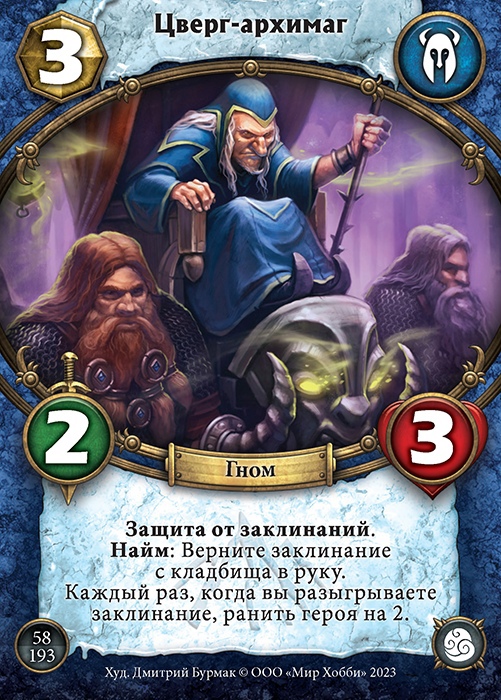 3
Цверг-архимаг
2
3
Гном
Защита от заклинаний.
Найм: Верните заклинание
с кладбища в руку.
Каждый раз, когда вы разыгрываете
заклинание, ранить героя на 2.
58
193
Худ. Дмитрий Бурмак © ООО «Мир Хобби» 2023